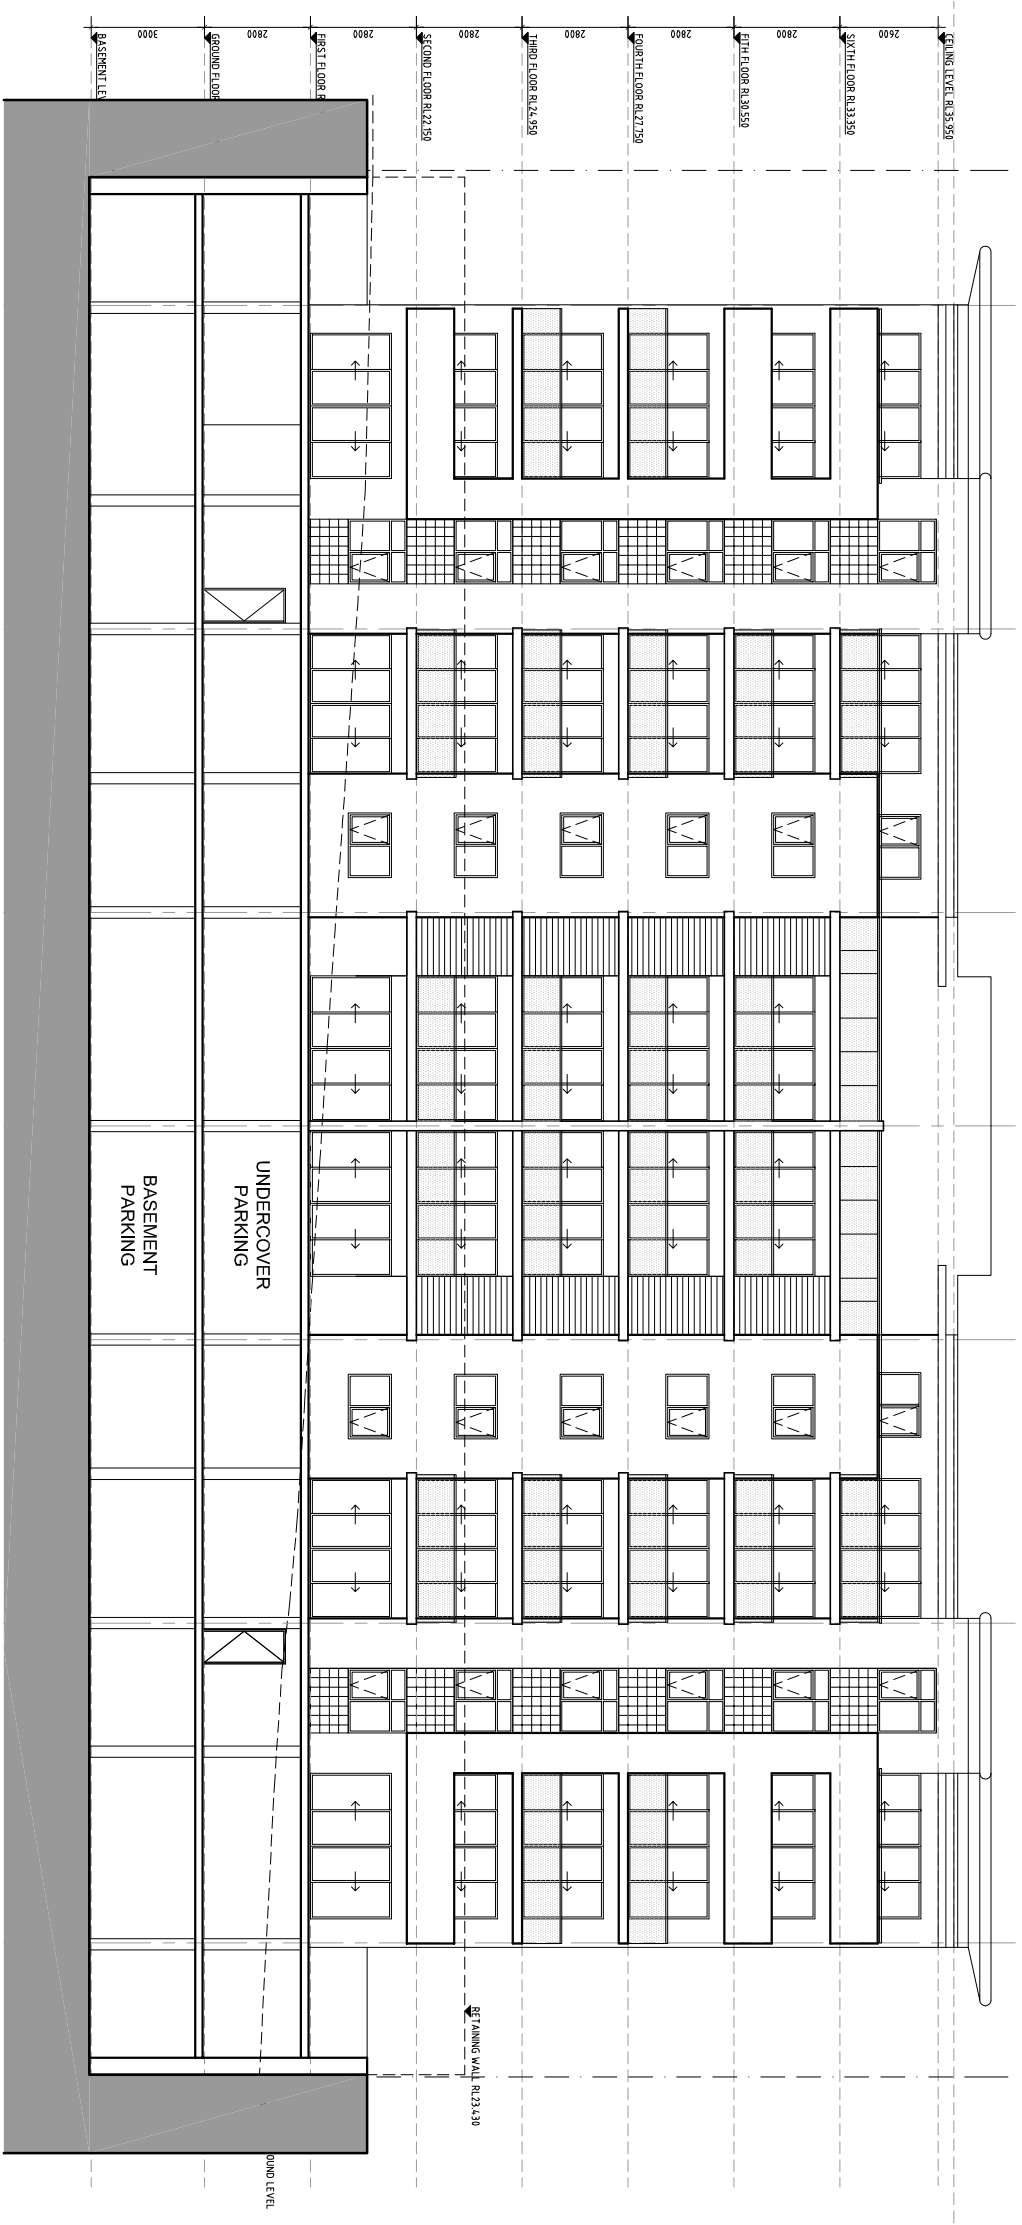 CEILING LEVEL RL35.950
2600
SIXTH FLOOR RL33.350
2800
FITH FLOOR RL30.550
2800
FOURTH FLOOR RL27.750
2800
THIRD FLOOR RL24.950
2800
SECOND FLOOR RL22.150
2800
FIRST FLOOR R
2800
GROUND FLOOR
3000
BASEMENT LEV
UNDERCOVER
PARKING
BASEMENT
PARKING
RETAINING WALL RL23.430
OUND LEVEL